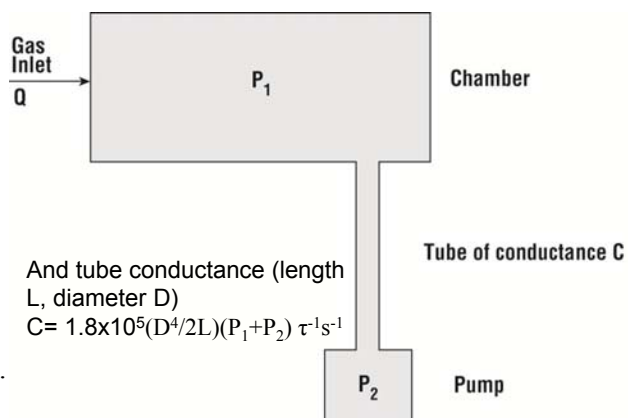 Gas
Inlet
Q
P₁
Chamber
Tube of conductance C
And tube conductance (length
L, diameter D)
C= 1.8x10⁵(D⁴/2L)(P₁+P₂) τ⁻¹s⁻¹
.
P₂
Pump